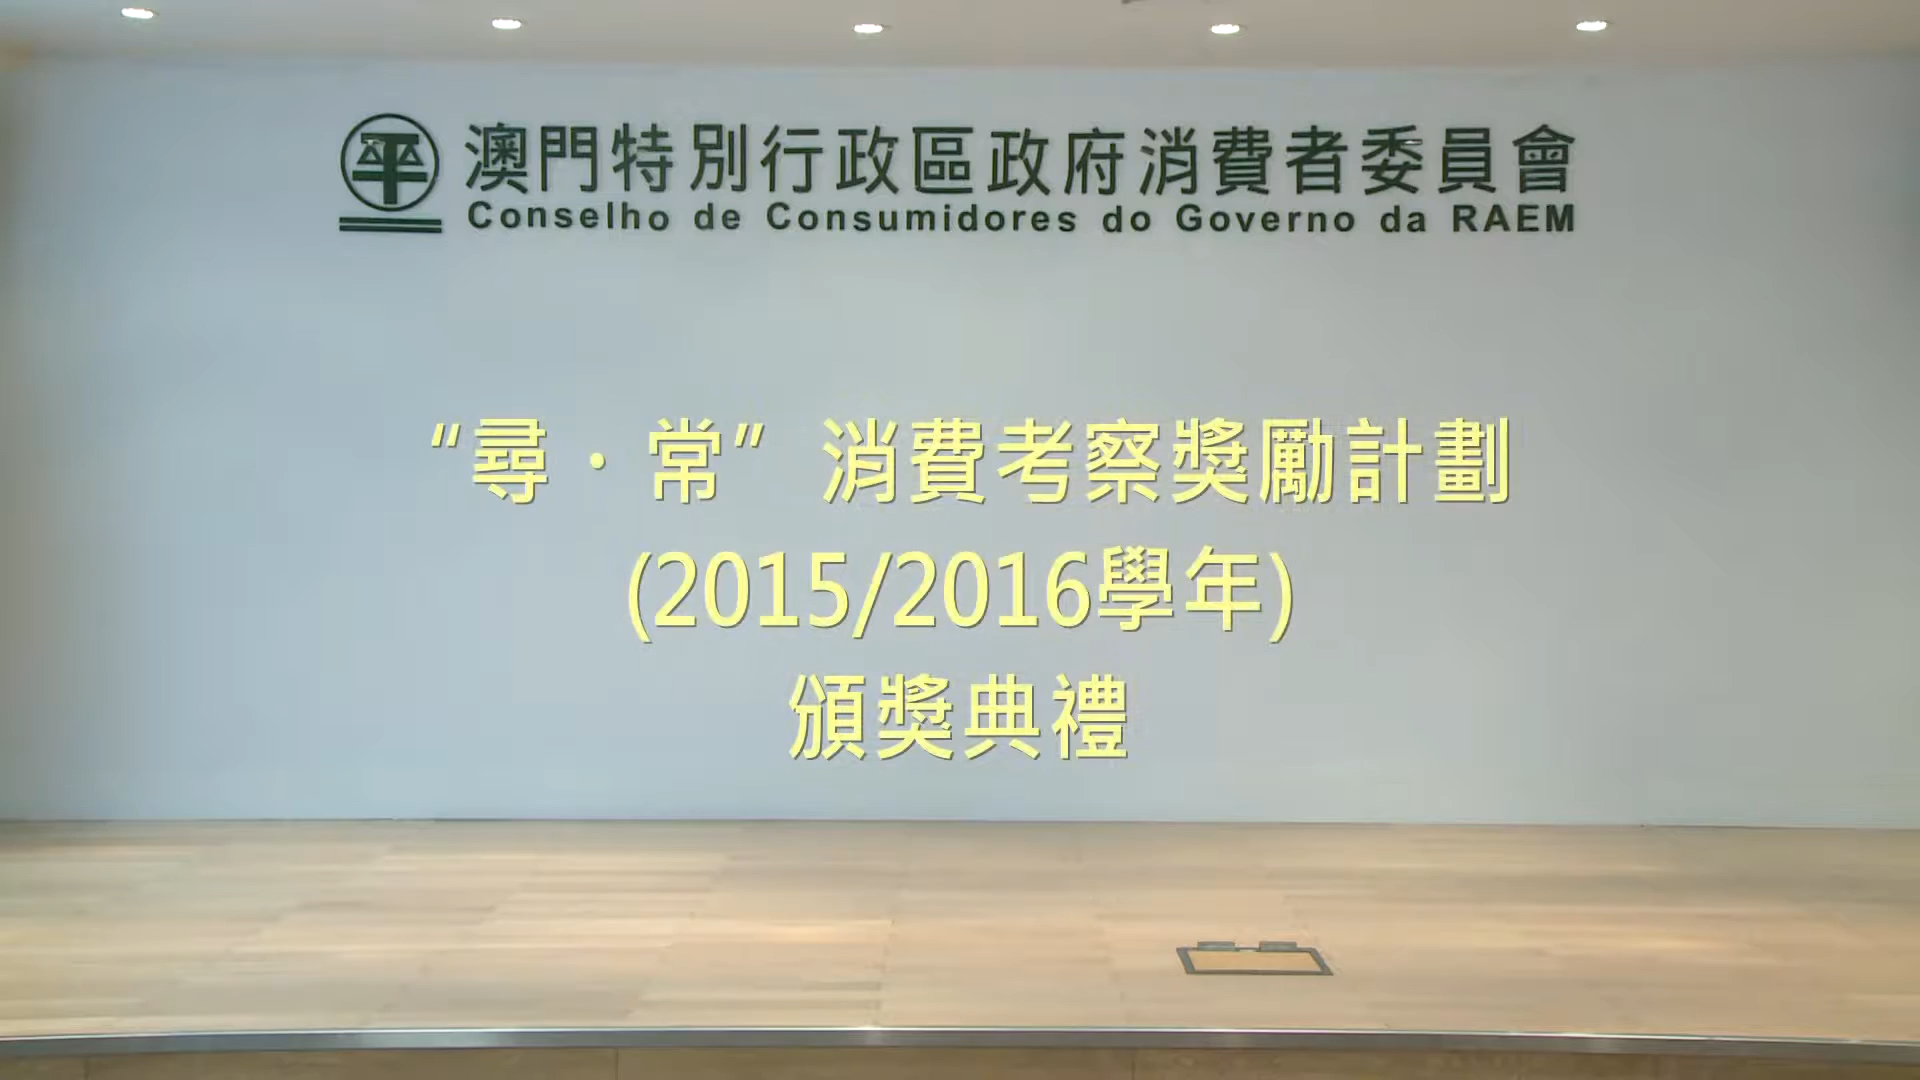 平
澳門特別行政區政府消費者委員會
Conselho de Consumidores do Governo da RAEM
“尋・常”消費考察獎勵計劃
(2015/2016學年)
頒獎典禮